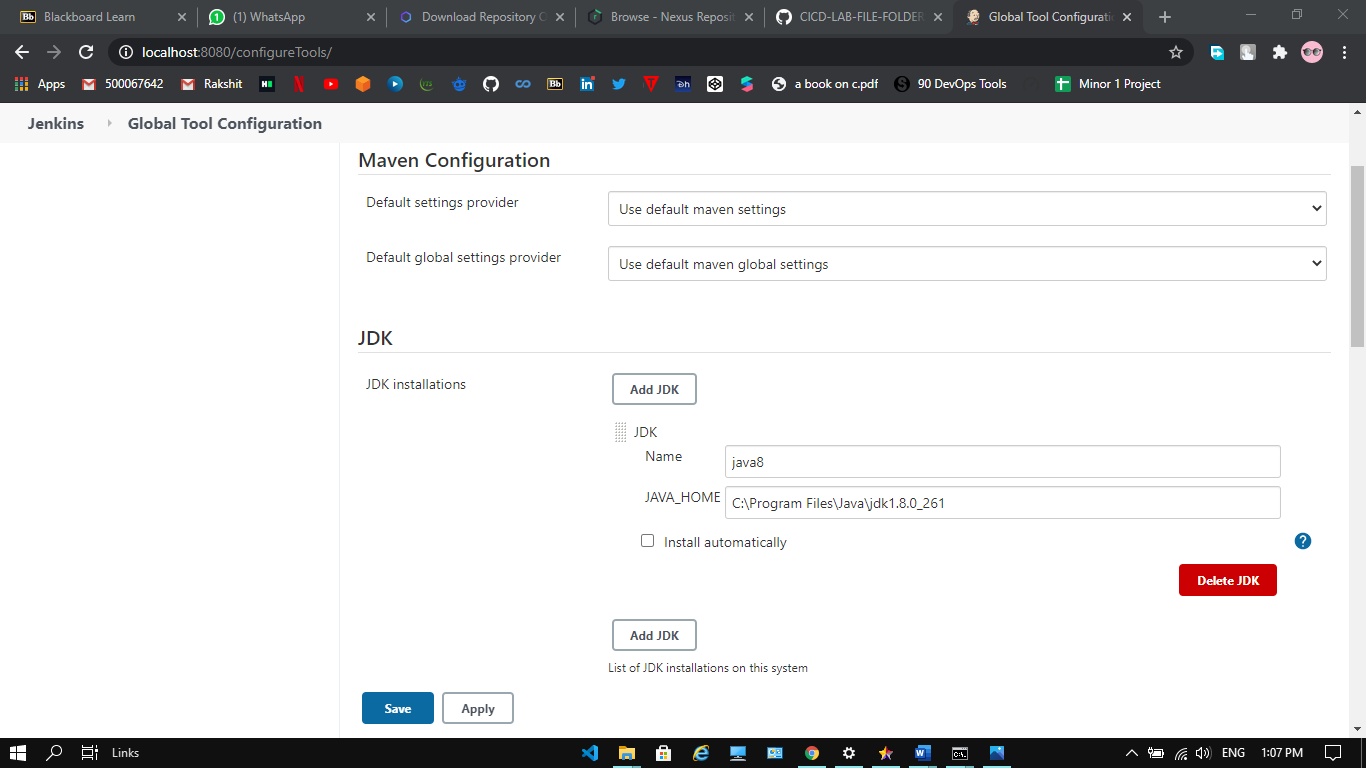 Bb Blackboard Learn
1 (1) WhatsApp
Download Repository
Browse - Nexus Reposit
CICD-LAB-FILE-FOLDER
Global Tool Configuratio
localhost:8080/configureTools/
Apps 500067642 Rakshit Bb a book on c.pdf 90 DevOps Tools Minor 1 Project
Jenkins Global Tool Configuration
Maven Configuration
Default settings provider Use default maven settings
Default global settings provider Use default maven global settings
JDK
JDK installations Add JDK
JDK
Name java8
JAVA_HOME C:\Program Files\Java\jdk1.8.0_261
Install automatically ?
Delete JDK
Add JDK
List of JDK installations on this system
Save Apply
Links ENG 1:07 PM